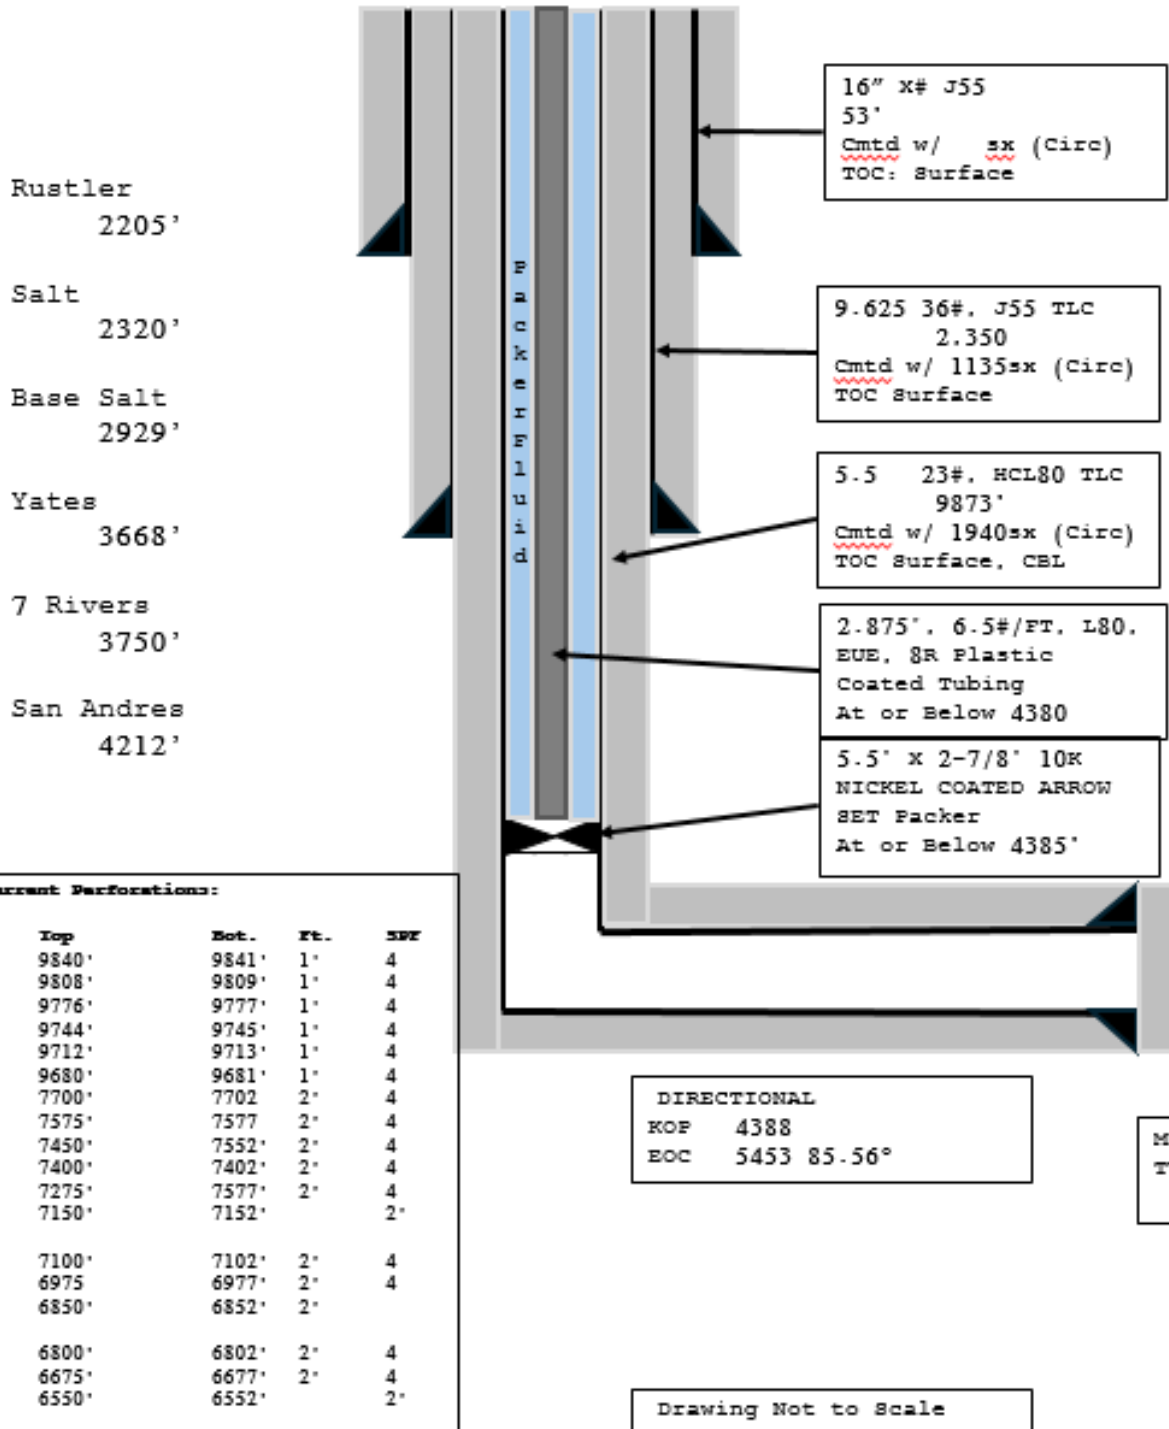 Rustler
2205'
Salt
2320'
Base Salt
2929'
Yates
3668'
7 Rivers
3750'
San Andres
4212'
PackerFluid
16" X# J55
53'
Cmtd w/ sx (Circ)
TOC: Surface
9.625 36#, J55 TLC
2.350
Cmtd w/ 1135sx (Circ)
TOC Surface
5.5 23#, HCL80 TLC
9873'
Cmtd w/ 1940sx (Circ)
TOC Surface, CBL
2.875", 6.5#/FT, L80,
EUE, 8R Plastic
Coated Tubing
At or Below 4380
5.5" X 2-7/8" 10K
NICKEL COATED ARROW
SET Packer
At or Below 4385'
urrent Perforations:
Top Bot. Ft. SPF
9840' 9841' 1' 4
9808' 9809' 1' 4
9776' 9777' 1' 4
9744' 9745' 1' 4
9712' 9713' 1' 4
9680' 9681' 1' 4
7700' 7702 2' 4
7575' 7577 2' 4
7450' 7552' 2' 4
7400' 7402' 2' 4
7275' 7577' 2' 4
7150' 7152' 2'
7100' 7102' 2' 4
6975 6977' 2' 4
6850' 6852' 2'
6800' 6802' 2' 4
6675' 6677' 2' 4
6550' 6552' 2'
DIRECTIONAL
KOP 4388
EOC 5453 85.56°
M
T
Drawing Not to Scale